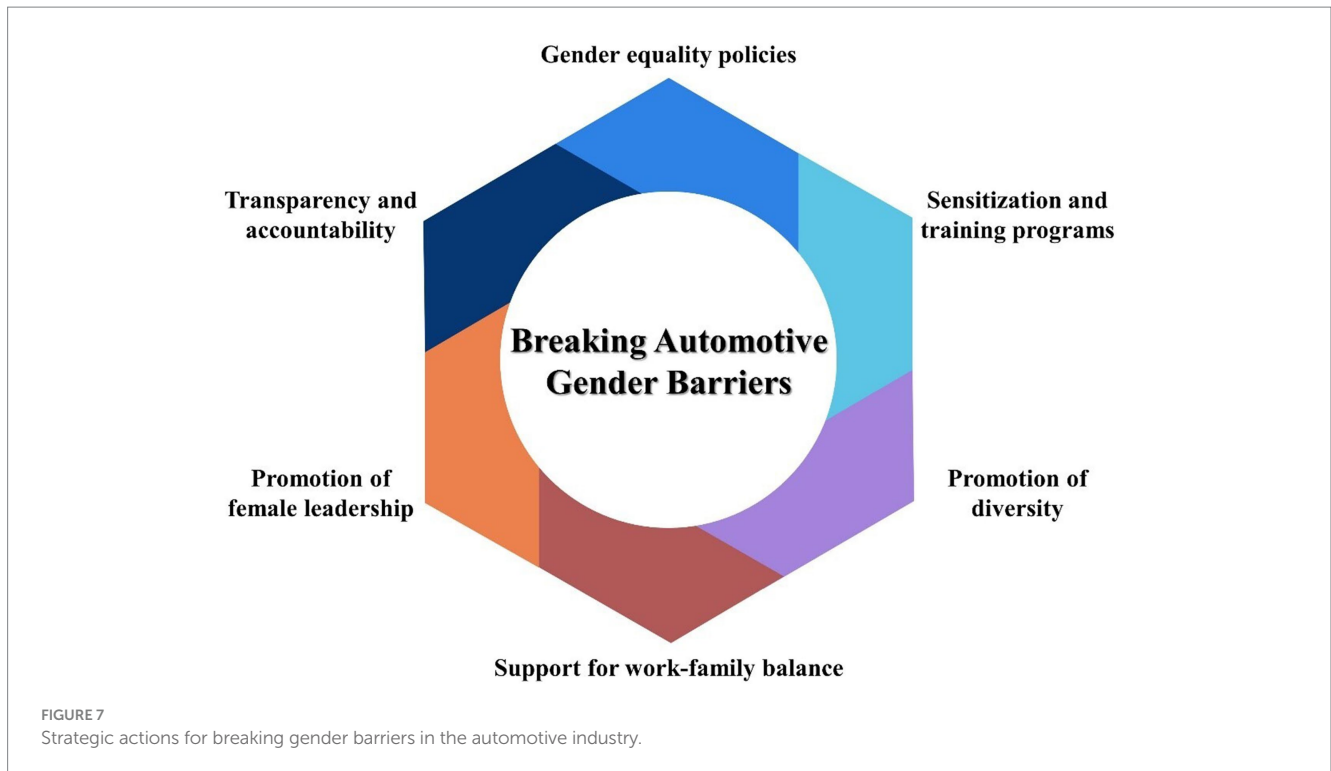 Gender equality policies
Transparency and
accountability
Sensitization and
training programs
Breaking Automotive
Gender Barriers
Promotion of
female leadership
Promotion of
diversity
Support for work-family balance
FIGURE 7
Strategic actions for breaking gender barriers in the automotive industry.